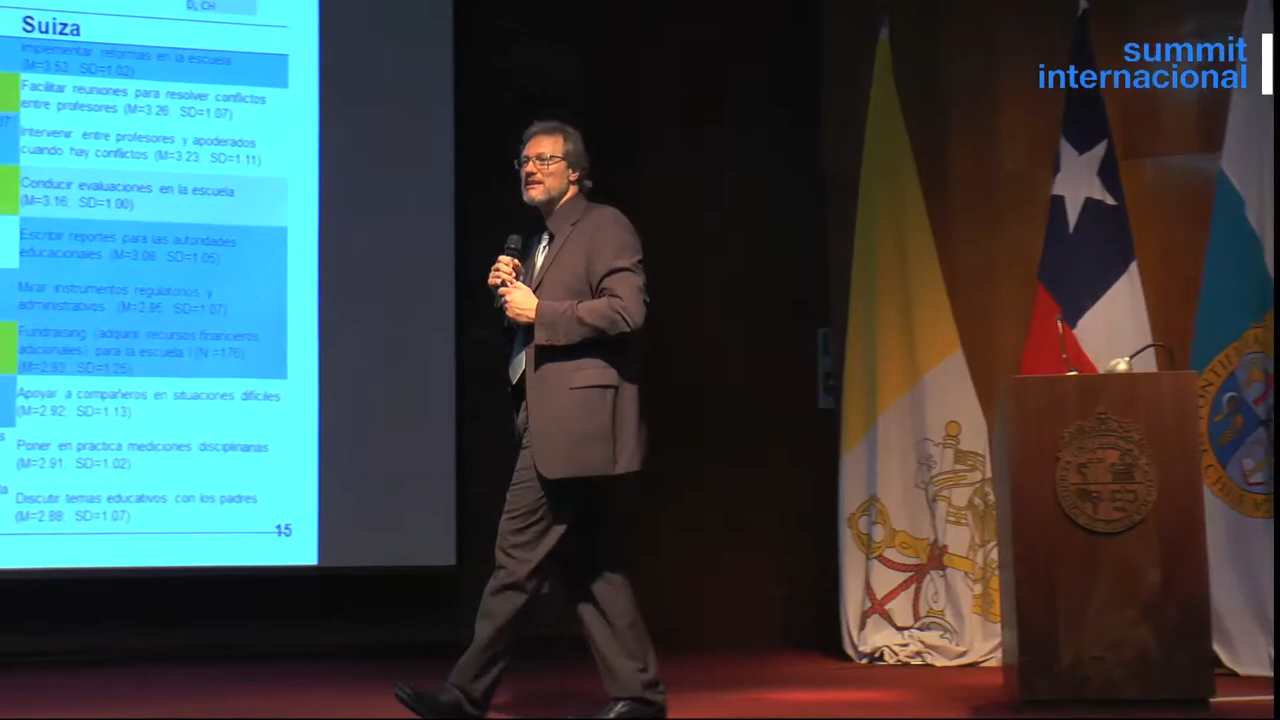 D, CH
Suiza
Implementar reformas en la escuela
(M=3.53, SD=1.02)
Facilitar reuniones para resolver conflictos
entre profesores (M=3.26, SD=1.07)
Intervenir entre profesores y apoderados
cuando hay conflictos (M=3.23, SD=1.11)
Conducir evaluaciones en la escuela
(M=3.16, SD=1.00)
Escribir reportes para las autoridades
educacionales (M=3.08, SD=1.05)
Mirar instrumentos regulatorios y
administrativos (M=2.95, SD=1.07)
Fundraising (adquirir recursos financieros
adicionales) para la escuela (N =176)
(M=2.93, SD=1.25)
Apoyar a compañeros en situaciones difíciles
(M=2.92, SD=1.13)
Poner en práctica mediciones disciplinarias
(M=2.91, SD=1.02)
Discutir temas educativos con los padres
(M=2.88, SD=1.07)
15
summit
internacional